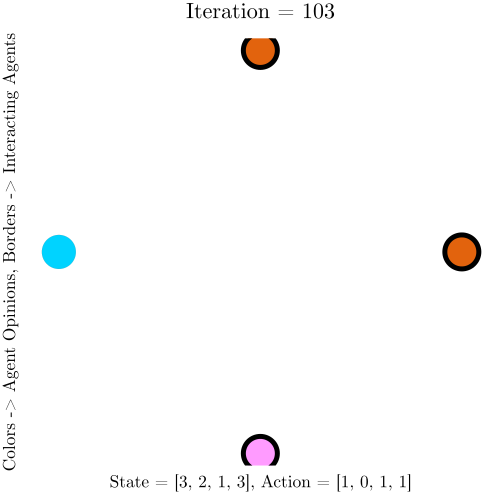 Iteration = 103
Colors -> Agent Opinions, Borders -> Interacting Agents
State = [3, 2, 1, 3], Action = [1, 0, 1, 1]